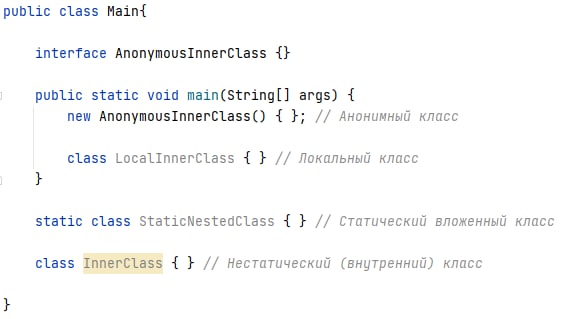 public class Main{
interface AnonymousInnerClass {}
public static void main(String[] args) {
new AnonymousInnerClass() { }; // Анонимный класс
class LocalInnerClass { } // Локальный класс
}
static class StaticNestedClass { } // Статический вложенный класс
class InnerClass { } // Нестатический (внутренний) класс
}